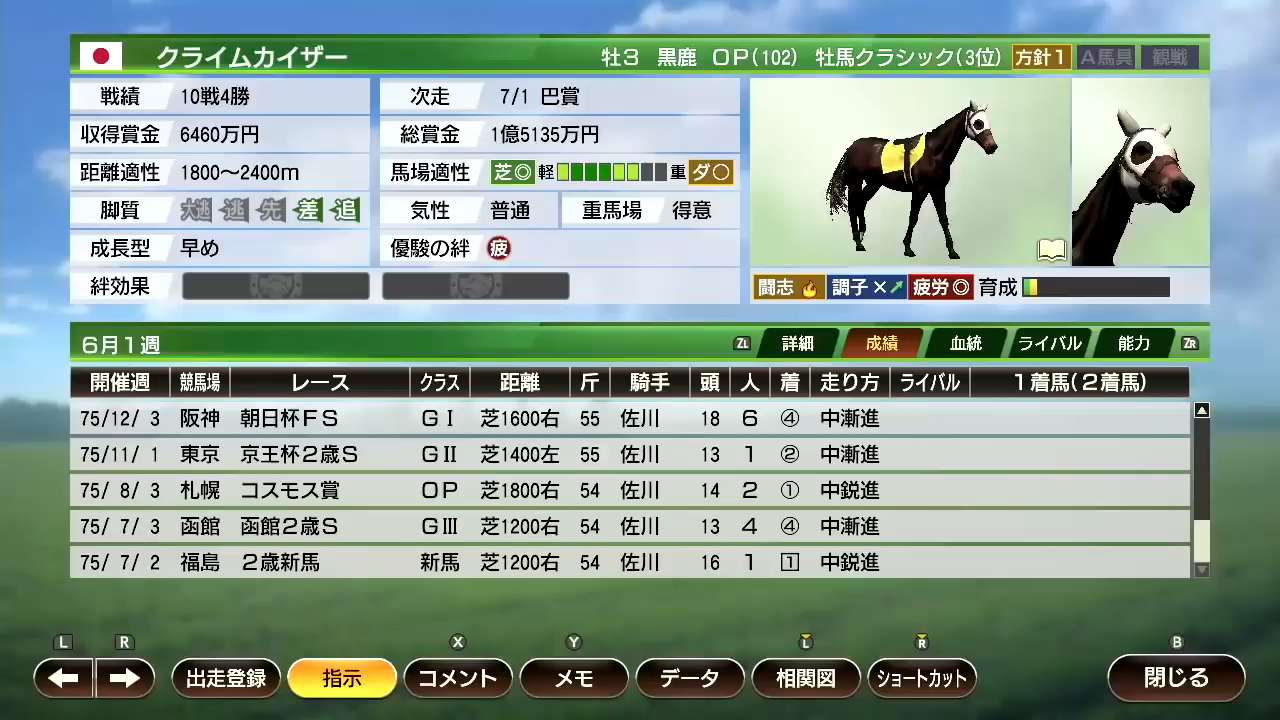 クライムカイザー 牡3 黒鹿 OP(102) 牡馬クラシック(3位) 方針1 A馬具 観戦
戦績 10戦4勝 次走 7/1 巴賞
収得賞金 6460万円 総賞金 1億5135万円
距離適性 1800〜2400m 馬場適性 芝◎ 軽 重 ダ○
脚質 大逃 逃 先 差 追 気性 普通 重馬場 得意
成長型 早め 優駿の絆 疲
絆効果
闘志 調子× 疲労◎ 育成
6月1週 ZL 詳細 成績 血統 ライバル 能力 ZR
開催週 競馬場 レース クラス 距離 斤 騎手 頭 人 着 走り方 ライバル 1着馬(2着馬)
75/12/ 3 阪神 朝日杯FS GⅠ 芝1600右 55 佐川 18 6 ④ 中漸進
75/11/ 1 東京 京王杯2歳S GⅡ 芝1400左 55 佐川 13 1 ② 中漸進
75/ 8/ 3 札幌 コスモス賞 OP 芝1800右 54 佐川 14 2 ① 中鋭進
75/ 7/ 3 函館 函館2歳S GⅢ 芝1200右 54 佐川 13 4 ④ 中漸進
75/ 7/ 2 福島 2歳新馬 新馬 芝1200右 54 佐川 16 1 1 中鋭進
L R X Y L R B
出走登録 指示 コメント メモ データ 相関図 ショートカット 閉じる